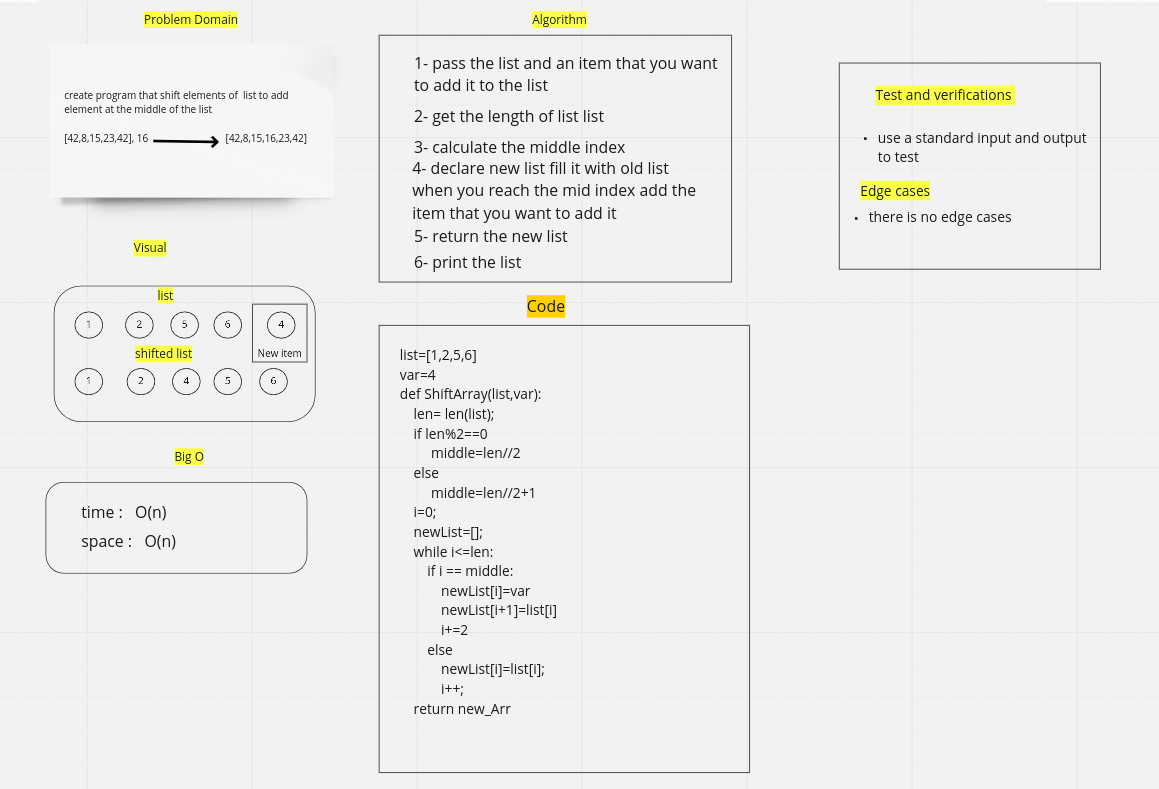 Problem Domain
create program that shift elements of list to add
element at the middle of the list
[42,8,15,23,42], 16
[42,8,15,16,23,42]
Visual
list
1 2 5 6 4
New item
shifted list
1 2 4 5 6
Big O
time : O(n)
space : O(n)
Algorithm
1- pass the list and an item that you want
to add it to the list
2- get the length of list list
3- calculate the middle index
4- declare new list fill it with old list
when you reach the mid index add the
item that you want to add it
5- return the new list
6- print the list
Code
list=[1,2,5,6]
var=4
def ShiftArray(list,var):
len= len(list);
if len%2==0
middle=len//2
else
middle=len//2+1
i=0;
newList=[];
while i<=len:
if i == middle:
newList[i]=var
newList[i+1]=list[i]
i+=2
else
newList[i]=list[i];
i++;
return new_Arr
Test and verifications
• use a standard input and output
to test
Edge cases
• there is no edge cases